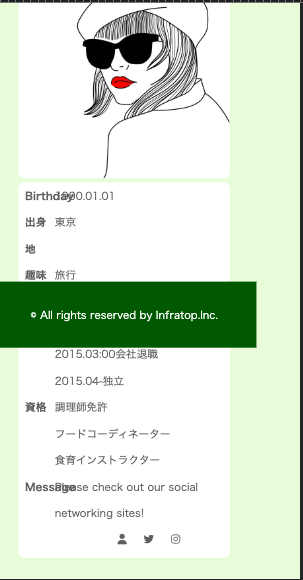 Birthday 1990.01.01
出身 東京
地
趣味 旅行
© All rights reserved by Infratop.Inc.
2015.03:00会社退職
2015.04-独立
資格 調理師免許
フードコーディネーター
食育インストラクター
Message Please check out our social
networking sites!